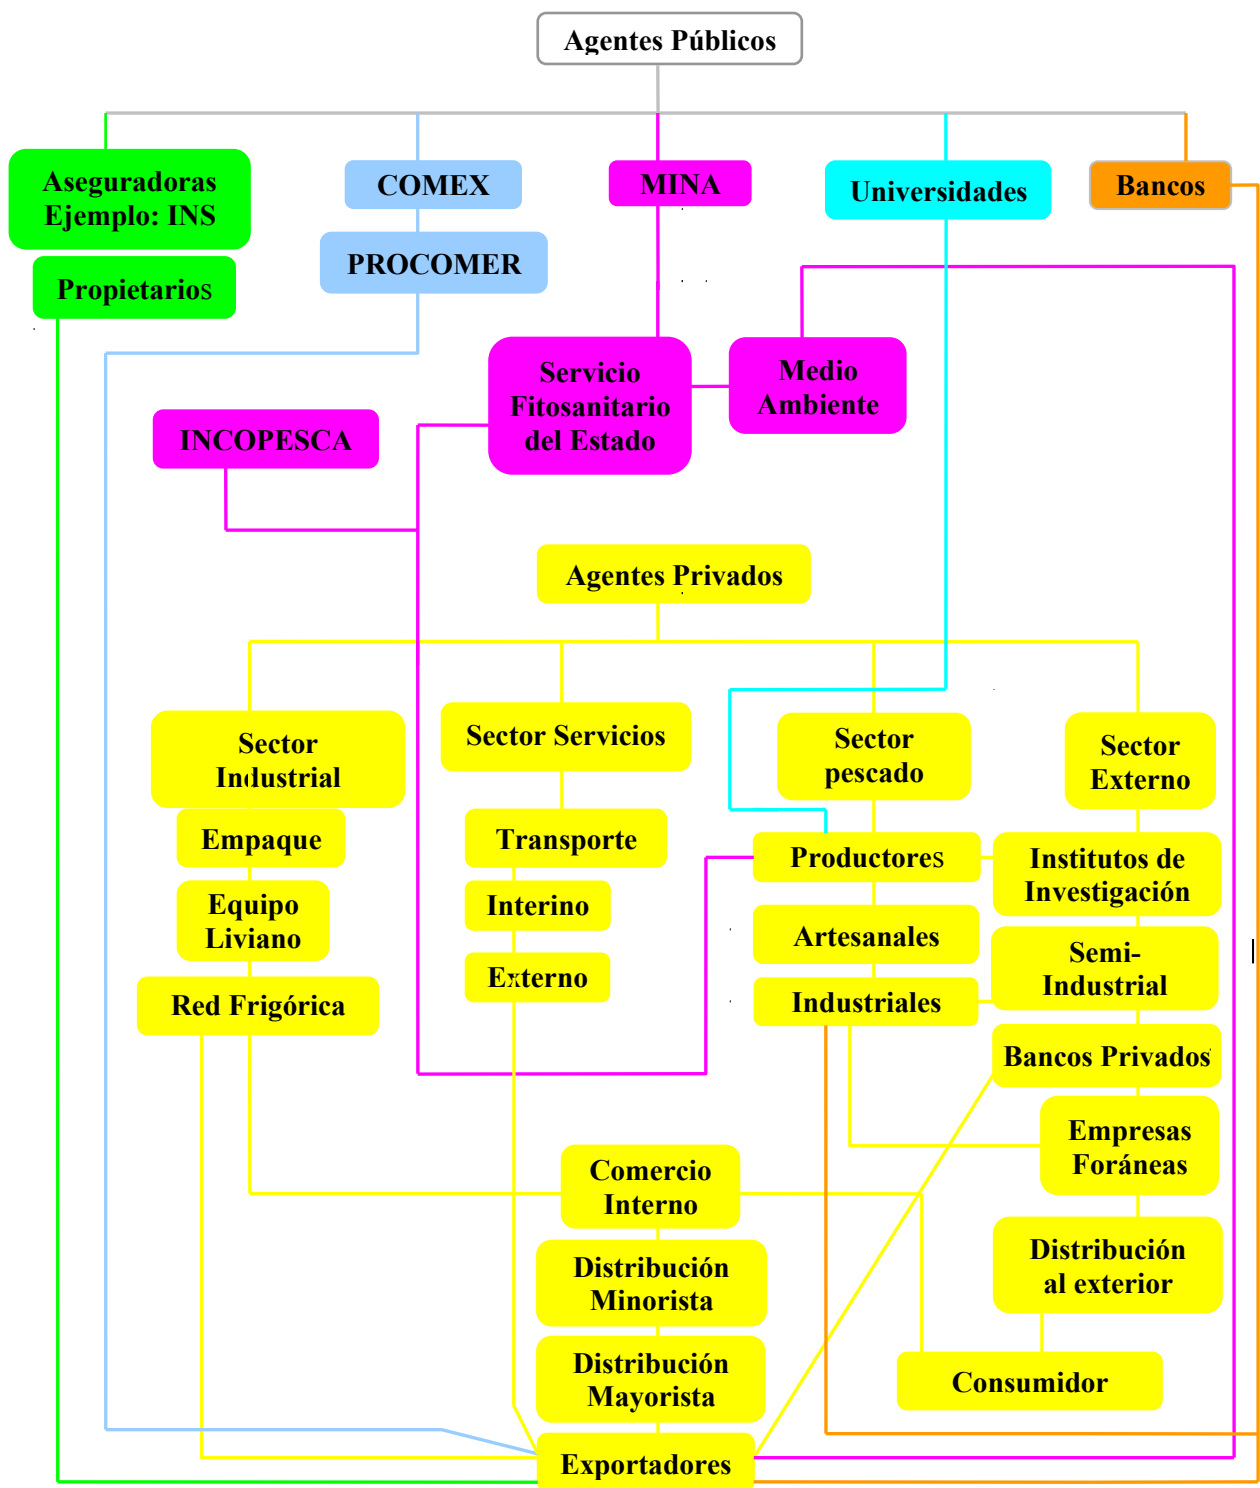 Agentes Públicos
Aseguradoras
Ejemplo: INS
COMEX
MINA
Universidades
Bancos
PROCOMER
Propietarios
Servicio
Fitosanitario
del Estado
Medio
Ambiente
INCOPESCA
Agentes Privados
Sector
Industrial
Sector Servicios
Sector
pescado
Sector
Externo
Empaque
Transporte
Productores
Institutos de
Investigación
Equipo
Liviano
Interino
Artesanales
Semi-
Industrial
Externo
Red Frigórica
Industriales
Bancos Privados
Empresas
Foráneas
Comercio
Interno
Distribución
al exterior
Distribución
Minorista
Distribución
Mayorista
Consumidor
Exportadores